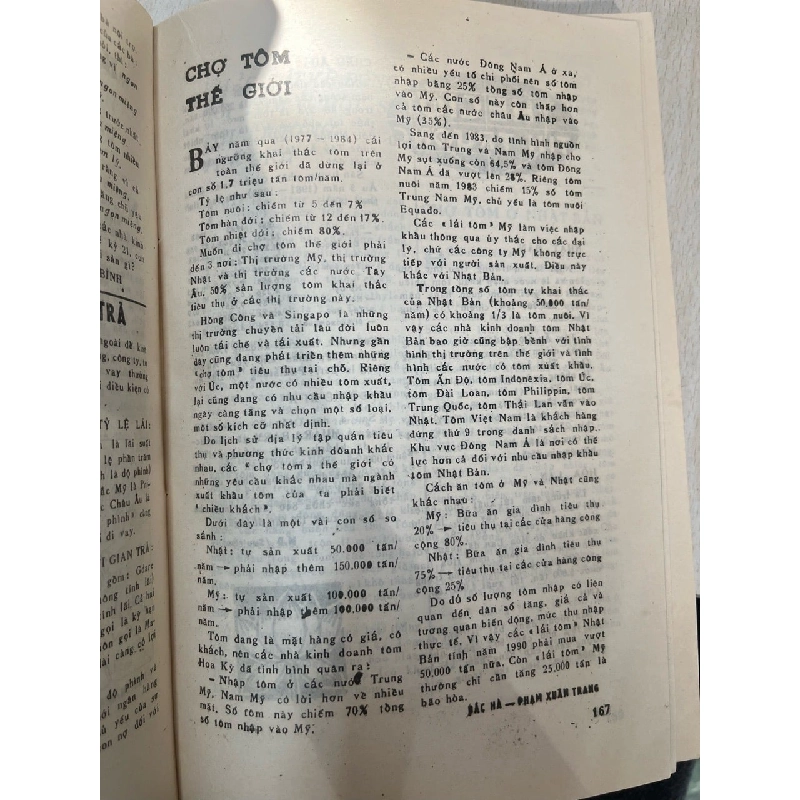 CHỢ TÔM
THẾ GIỚI
BẢY năm qua (1977 – 1984) cái
ngưỡng khai thác tôm trên
toàn thế giới đã dừng lại ở
con số 1,7 triệu tấn tôm/năm.
Tỷ lệ như sau :
Tôm nuôi : chiếm từ 5 đến 7%
Tôm hàn đới : chiếm từ 12 đến 17%.
Tôm nhiệt đới : chiếm 80%.
Muốn đi chợ tôm thế giới phải
đến 3 nơi : Thị trường Mỹ, thị trường
Nhật và thị trường các nước Tây
Âu. 50% sản lượng tôm khai thác
tiêu thụ ở các thị trường này.
Hồng Công và Singapo là những
thị trường chuyền tải lâu đời luôn
luôn tái chế và tái xuất. Nhưng gần
đây cũng phát triển thêm những
"chợ tôm" tiêu thụ tại chỗ. Riêng
với Úc, một nước có nhiều tôm xuất,
lại cũng đang có nhu cầu nhập khẩu
ngày càng tăng và chọn một số loại,
một số kích cỡ nhất định.
Do lịch sử địa lý tập quán tiêu
thụ và phương thức kinh doanh khác
nhau, các "chợ tôm" thế giới có
những yêu cầu khác nhau mà ngành
xuất khẩu tôm của ta phải biết
"chiều khách".
Dưới đây là một vài con số so
sánh :
Nhật : tự sản xuất 50.000 tấn/
năm → phải nhập thêm 150.000 tấn/
năm.
Mỹ : tự sản xuất 100.000 tấn/
năm → phải nhập thêm 100.000 tấn/
năm.
Tôm đang là mặt hàng có giá, có
khách, nên các nhà kinh doanh tôm
Hoa Kỳ đã tính bình quân ra :
– Nhập tôm ở các nước Trung
Mỹ, Nam Mỹ có lời hơn về nhiều
mặt. Số tôm này chiếm 70% tổng
số tôm nhập vào Mỹ.
– Các nước Đông Nam Á ở xa,
có nhiều yếu tố chi phối nên số tôm
nhập bằng 25% tổng số tôm nhập
vào Mỹ. Con số này còn thấp hơn
cả tôm các nước châu Âu nhập vào
Mỹ (35%).
Sang đến 1983, do tình hình nguồn
lợi tôm Trung và Nam Mỹ nhập cho
Mỹ sụt xuống còn 64,5% và tôm Đông
Nam Á đã vượt lên 28%. Riêng tôm
nuôi năm 1983 chiếm 15% số tôm
Trung Nam Mỹ, chủ yếu là tôm nuôi
Equado.
Các "lái tôm" Mỹ làm việc nhập
khẩu thông qua ủy thác cho các đại
lý, chứ các công ty Mỹ không trực
tiếp với người sản xuất. Điều này
khác với Nhật Bản.
Trong tổng số tôm tự khai thác
của Nhật Bản (khoảng 50.000 tấn/
năm) có khoảng 1/3 là tôm nuôi. Vì
vậy các nhà kinh doanh tôm Nhật
Bản bao giờ cũng bập bênh với tình
hình thị trường trên thế giới và tình
hình các nước có tôm xuất khẩu.
Tôm Ấn Độ, tôm Indonêxia, tôm Úc,
tôm Đài Loan, tôm Philippin, tôm
Trung Quốc, tôm Thái Lan vẫn vào
Nhật. Tôm Việt Nam là khách hàng
đứng thứ 9 trong danh sách nhập.
Khu vực Đông Nam Á là nơi có thế
lực hơn cả đối với nhu cầu nhập khẩu
tôm Nhật Bản.
Cách ăn tôm ở Mỹ và Nhật cũng
khác nhau :
Mỹ : Bữa ăn gia đình tiêu thụ
20% → tiêu thụ tại các cửa hàng công
cộng 80%.
Nhật : Bữa ăn gia đình tiêu thụ
75% → tiêu thụ tại các cửa hàng công
cộng 25%
Do đó số lượng tôm nhập có liên
quan đến dân số tăng, giá cả và
tương quan biến động, mức thu nhập
thực tế. Vì vậy các "lái tôm" Nhật
Bản tính năm 1990 phải mua vượt
50.000 tấn nữa. Còn "lái tôm" Mỹ
thường chỉ cần tăng 25.000 tấn là
bão hòa.
ĐẮC HÀ – PHẠM XUÂN TRANG
167